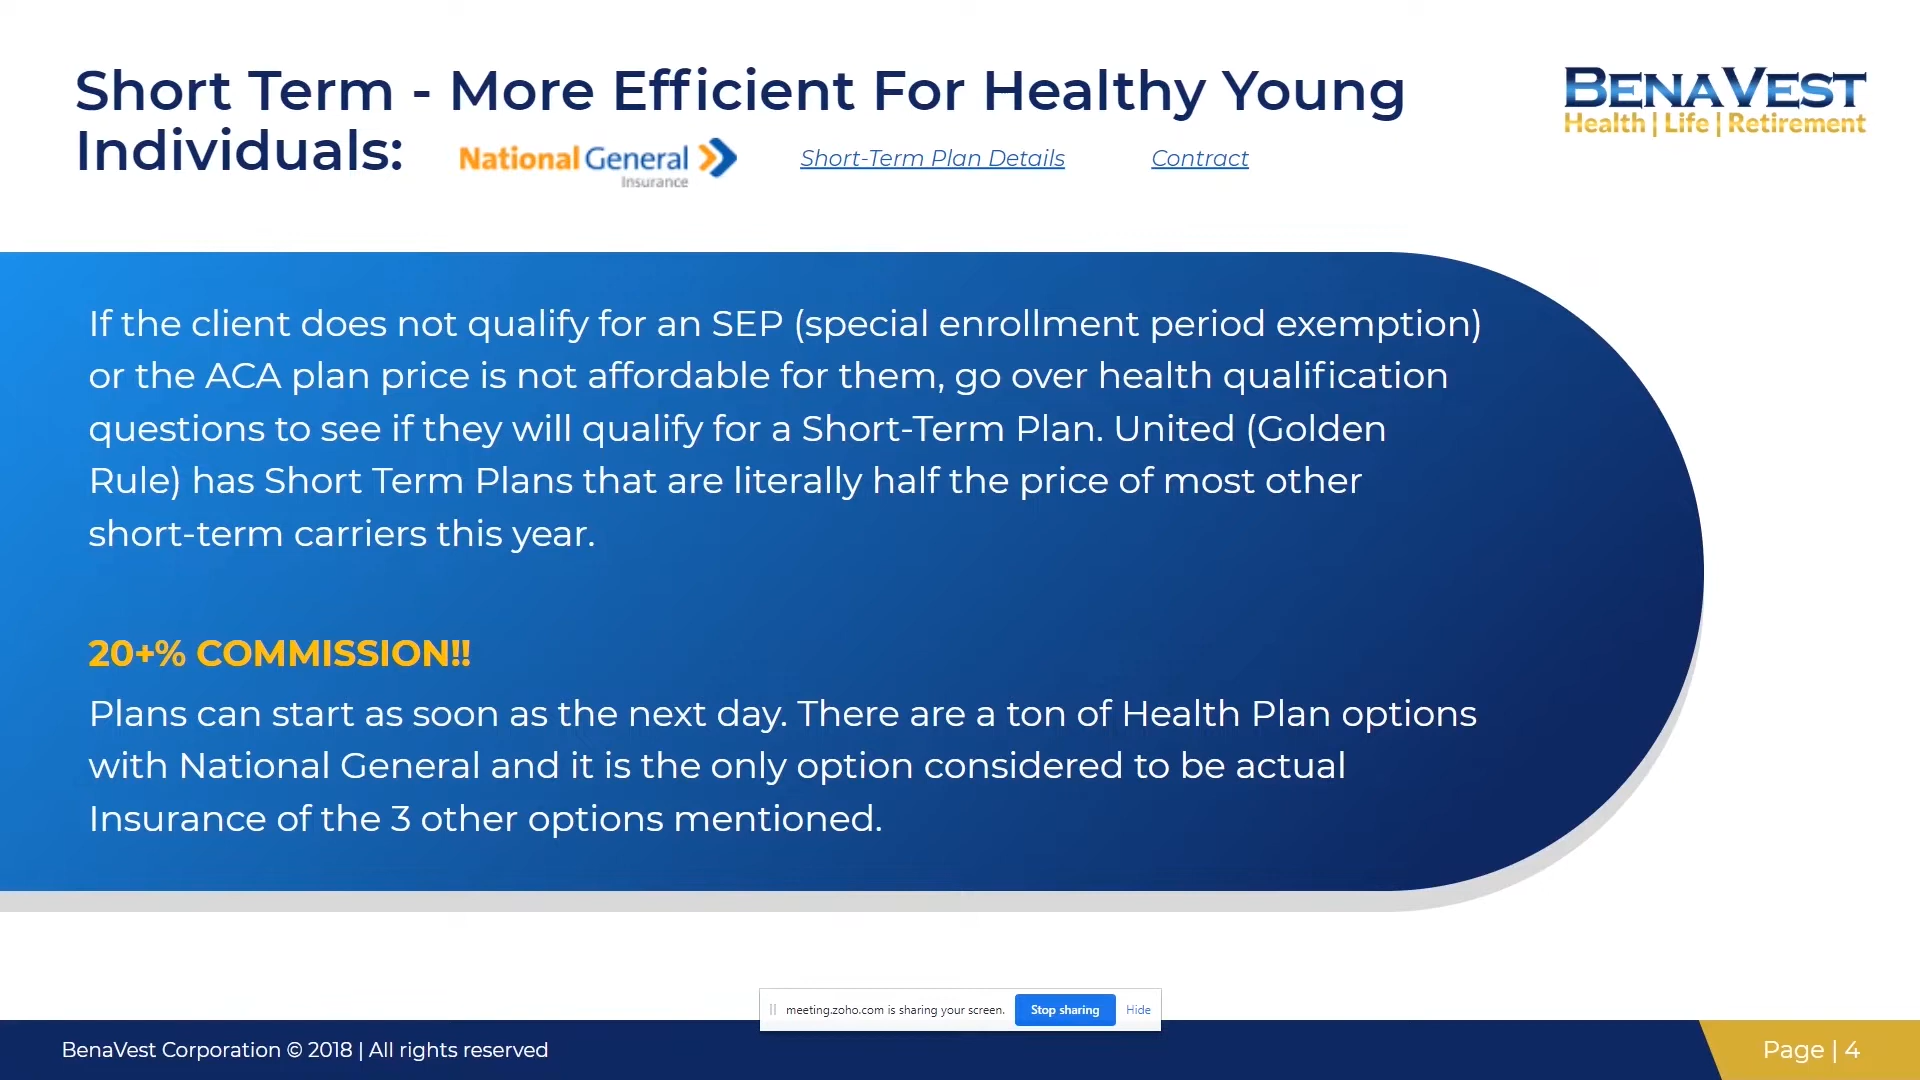 Short Term - More Efficient For Healthy Young
Individuals:
National General
Insurance
Short-Term Plan Details
Contract
BENAVEST
Health | Life | Retirement
If the client does not qualify for an SEP (special enrollment period exemption)
or the ACA plan price is not affordable for them, go over health qualification
questions to see if they will qualify for a Short-Term Plan. United (Golden
Rule) has Short Term Plans that are literally half the price of most other
short-term carriers this year.
20+% COMMISSION!!
Plans can start as soon as the next day. There are a ton of Health Plan options
with National General and it is the only option considered to be actual
Insurance of the 3 other options mentioned.
meeting.zoho.com is sharing your screen.
Stop sharing
Hide
BenaVest Corporation © 2018 | All rights reserved
Page | 4